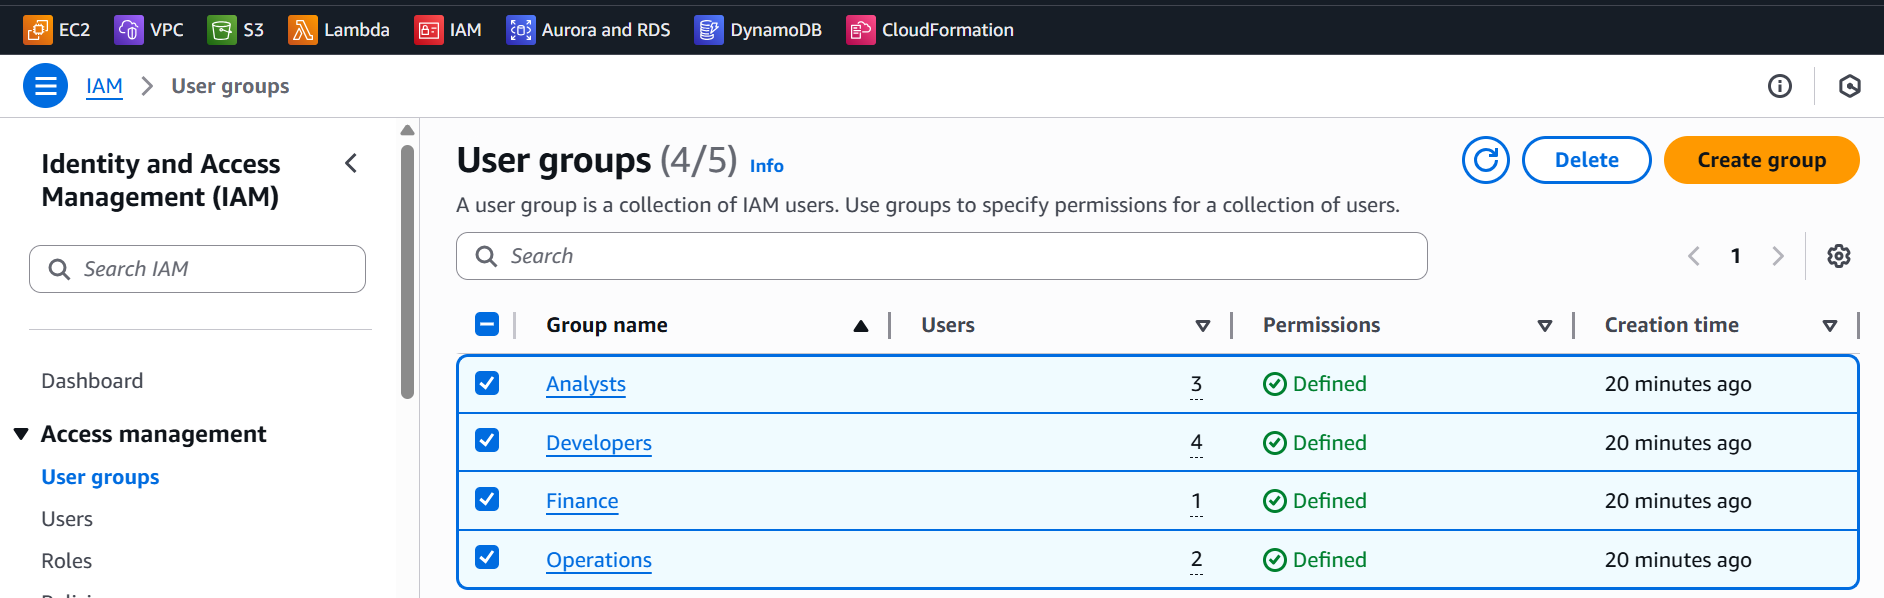 EC2 VPC S3 Lambda IAM Aurora and RDS DynamoDB CloudFormation
IAM User groups
Identity and Access
Management (IAM)
Search IAM
Dashboard
Access management
User groups
Users
Roles
User groups (4/5) Info
Delete
Create group
A user group is a collection of IAM users. Use groups to specify permissions for a collection of users.
Search
1
Group name Users Permissions Creation time
Analysts 3 Defined 20 minutes ago
Developers 4 Defined 20 minutes ago
Finance 1 Defined 20 minutes ago
Operations 2 Defined 20 minutes ago